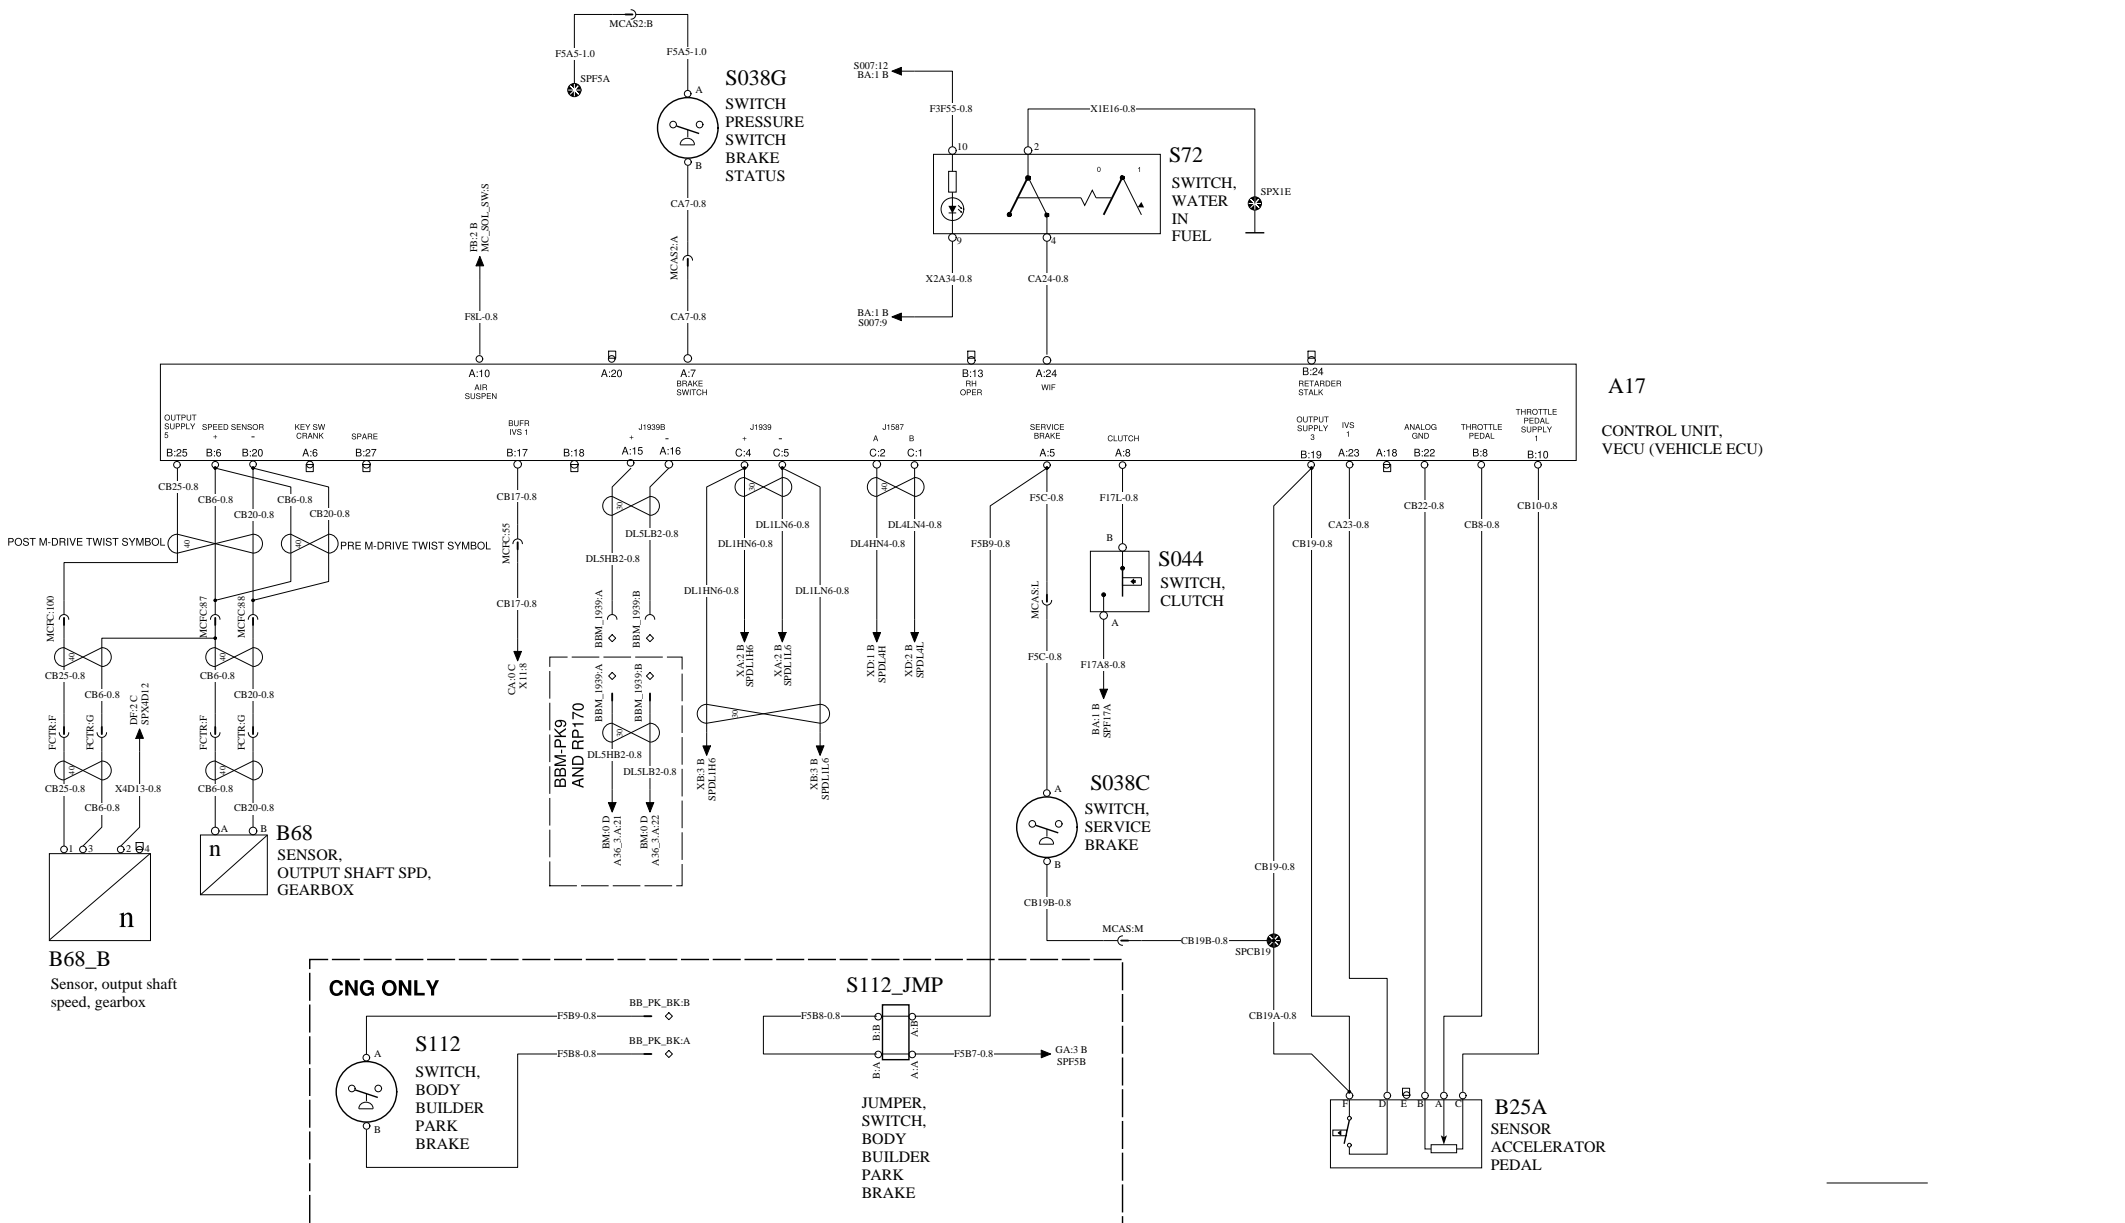 MCAS2:B
F5A5-1.0
F5A5-1.0
SPF5A
A
B
S038G
SWITCH
PRESSURE
SWITCH
BRAKE
STATUS
CA7-0.8
MCAS2:A
CA7-0.8
FB:2 B
MC_SOL_SW:S
F8L-0.8
S007:12
BA:1 B
F3F55-0.8
X1E16-0.8
10
2
0
1
9
4
S72
SWITCH,
WATER
IN
FUEL
SPX1E
X2A34-0.8
CA24-0.8
BA:1 B
S007:9
A:10
AIR
SUSPEN
A:20
A:7
BRAKE
SWITCH
B:13
RH
OPER
A:24
WIF
B:24
RETARDER
STALK
A17
CONTROL UNIT,
VECU (VEHICLE ECU)
OUTPUT
SUPPLY
5
B:25
SPEED SENSOR
+
-
B:6
B:20
KEY SW
CRANK
A:6
SPARE
B:27
BUFR
IVS 1
B:17
B:18
J1939B
+
-
A:15
A:16
J1939
+
-
C:4
C:5
J1587
A
B
C:2
C:1
SERVICE
BRAKE
A:5
CLUTCH
A:8
OUTPUT
SUPPLY
3
B:19
IVS
1
A:23
A:18
ANALOG
GND
B:22
THROTTLE
PEDAL
B:8
THROTTLE
PEDAL
SUPPLY
1
B:10
CB25-0.8
CB6-0.8
CB20-0.8
CB6-0.8
CB20-0.8
POST M-DRIVE TWIST SYMBOL
40
40
PRE M-DRIVE TWIST SYMBOL
MCFC:100
MCFC:87
MCFC:88
40
40
CB25-0.8
CB6-0.8
CB6-0.8
CB20-0.8
DF:2 C
SPX4D12
FCTR:F
FCTR:G
FCTR:F
FCTR:G
40
40
CB25-0.8
CB6-0.8
X4D13-0.8
CB6-0.8
CB20-0.8
1
3
2
4
n
B68_B
Sensor, output shaft
speed, gearbox
A
B
n
B68
SENSOR,
OUTPUT SHAFT SPD,
GEARBOX
CB17-0.8
MCFC:55
CB17-0.8
CA:0 C
X11:8
30
DL5LB2-0.8
DL5HB2-0.8
BBM_1939:A
BBM_1939:B
BBM-PK9
AND RP170
BBM_1939:A
BBM_1939:B
30
DL5HB2-0.8
DL5LB2-0.8
BM:0 D
A36_3.A:21
BM:0 D
A36_3.A:22
30
DL1LN6-0.8
DL1HN6-0.8
DL1HN6-0.8
DL1LN6-0.8
XA:2 B
SPDL1H6
XA:2 B
SPDL1L6
30
XB:3 B
SPDL1H6
XB:3 B
SPDL1L6
40
DL4LN4-0.8
DL4HN4-0.8
XD:1 B
SPDL4H
XD:2 B
SPDL4L
F5C-0.8
F5B9-0.8
MCAS:L
F5C-0.8
F17L-0.8
B
A
S044
SWITCH,
CLUTCH
F17A8-0.8
BA:1 B
SPF17A
A
B
S038C
SWITCH,
SERVICE
BRAKE
CB19B-0.8
MCAS:M
CB19B-0.8
SPCB19
CB19-0.8
CB19-0.8
CA23-0.8
CB22-0.8
CB8-0.8
CB10-0.8
CB19A-0.8
F
D
E
B
A
C
B25A
SENSOR
ACCELERATOR
PEDAL
CNG ONLY
F5B9-0.8
BB_PK_BK:B
BB_PK_BK:A
F5B8-0.8
A
B
S112
SWITCH,
BODY
BUILDER
PARK
BRAKE
S112_JMP
F5B8-0.8
B:B
A:B
B:A
A:A
F5B7-0.8
GA:3 B
SPF5B
JUMPER,
SWITCH,
BODY
BUILDER
PARK
BRAKE